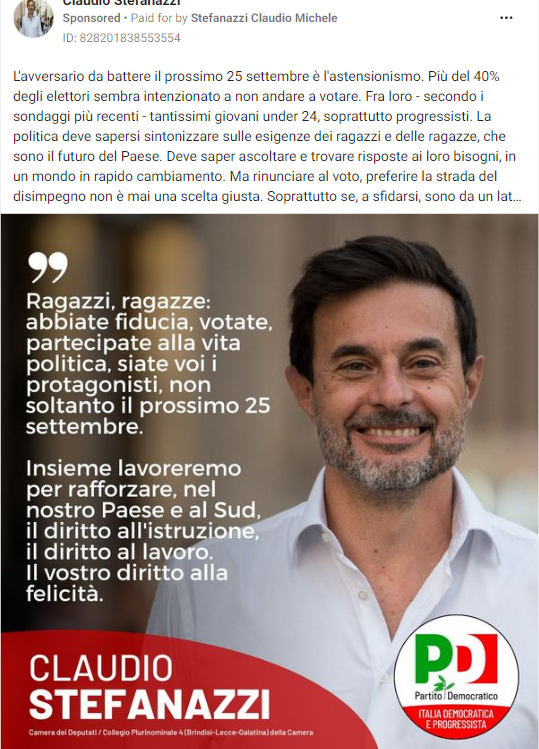 Claudio Stefanazzi
Sponsored • Paid for by Stefanazzi Claudio Michele
ID: 828201838553554
L'avversario da battere il prossimo 25 settembre è l'astensionismo. Più del 40%
degli elettori sembra intenzionato a non andare a votare. Fra loro - secondo i
sondaggi più recenti - tantissimi giovani under 24, soprattutto progressisti. La
politica deve sapersi sintonizzare sulle esigenze dei ragazzi e delle ragazze, che
sono il futuro del Paese. Deve saper ascoltare e trovare risposte ai loro bisogni, in
un mondo in rapido cambiamento. Ma rinunciare al voto, preferire la strada del
disimpegno non è mai una scelta giusta. Soprattutto se, a sfidarsi, sono da un lat...
”
Ragazzi, ragazze:
abbiate fiducia, votate,
partecipate alla vita
politica, siate voi i
protagonisti, non
soltanto il prossimo 25
settembre.
Insieme lavoreremo
per rafforzare, nel
nostro Paese e al Sud,
il diritto all'istruzione,
il diritto al lavoro.
Il vostro diritto alla
felicità.
CLAUDIO
STEFANAZZI
Camera dei Deputati / Collegio Plurinominale 4 (Brindisi-Lecce-Galatina) della Camera
PD
Partito Democratico
ITALIA DEMOCRATICA
E PROGRESSISTA